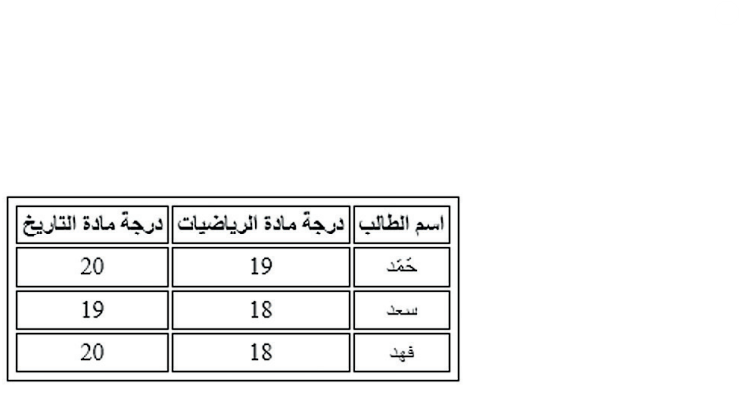 اسم الطالب درجة مادة الرياضيات درجة مادة التاريخ
حَمّد 19 20
سعد 18 19
فهد 18 20